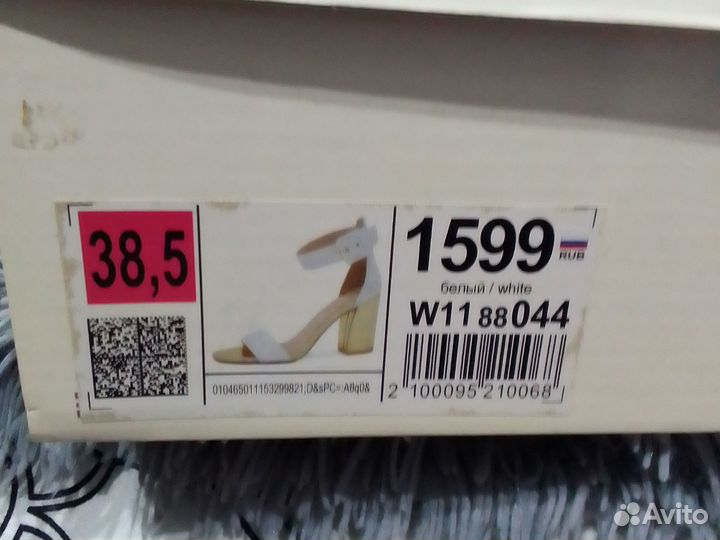 38,5
010465011153299821;D&sPC=;A8q0&
1599
RUB
белый / white
W11 88 044
2 100095 210068
Avito